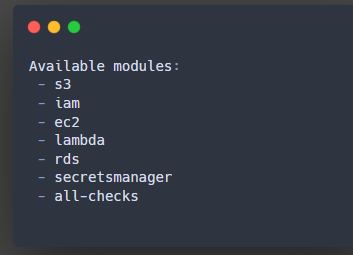 Available modules:
- s3
- iam
- ec2
- lambda
- rds
- secretsmanager
- all-checks